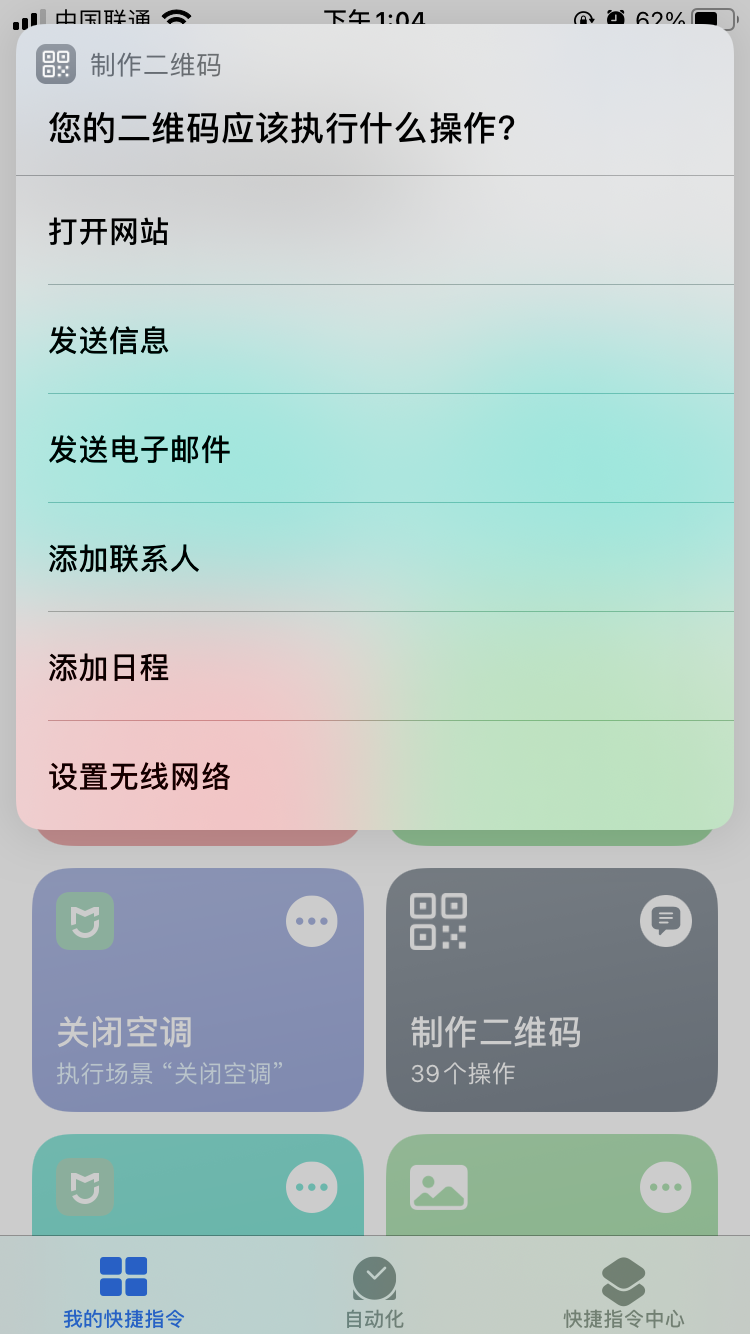 中国联通 下午1:04 62%
制作二维码
您的二维码应该执行什么操作?
打开网站
发送信息
发送电子邮件
添加联系人
添加日程
设置无线网络
关闭空调
执行场景“关闭空调”
制作二维码
39个操作
我的快捷指令 自动化 快捷指令中心